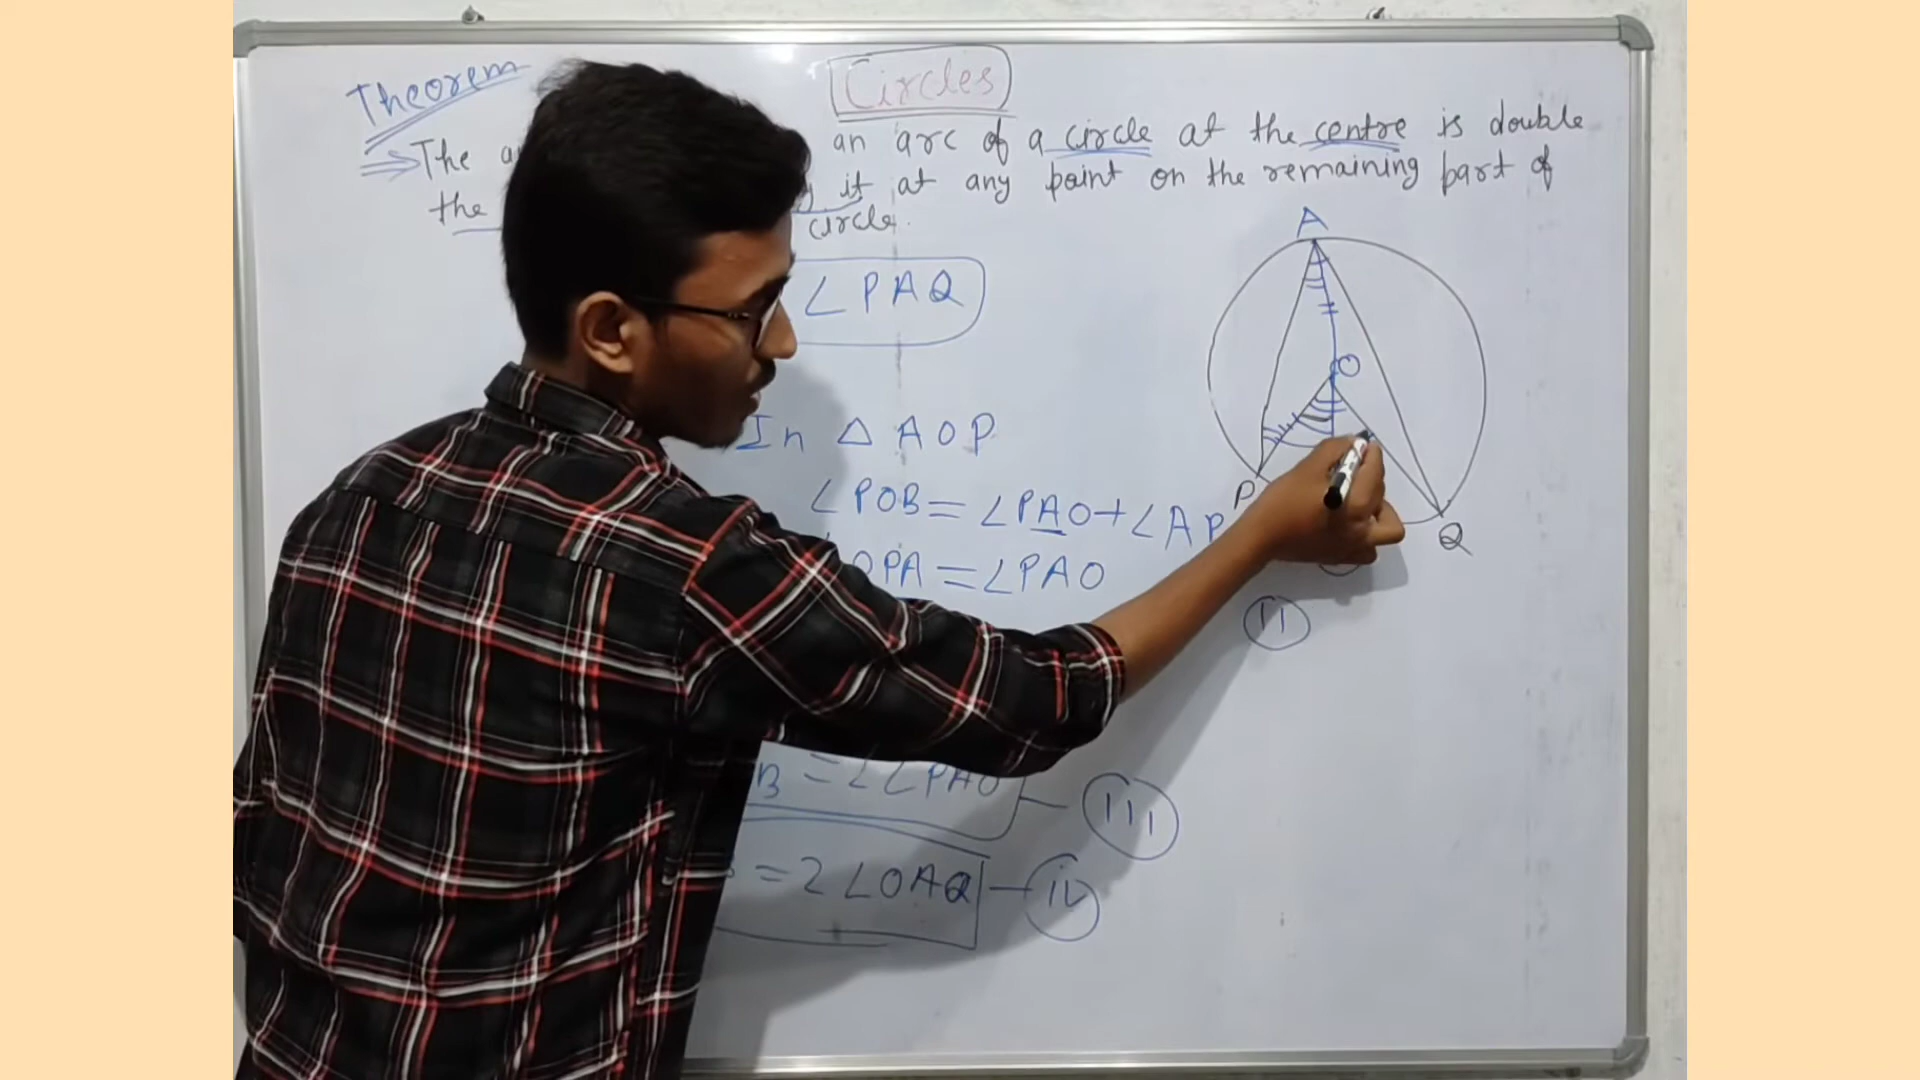 Theorem
Circles
⇒ The an arc of a circle at the centre is double
the it at any point on the remaining part of
circle.
∠PAQ
In △ AOP
∠POB = ∠PAO + ∠AP
OPA = ∠PAO
II
B = ∠PAO — III
= 2∠OAQ — IV
A
O
P
Q